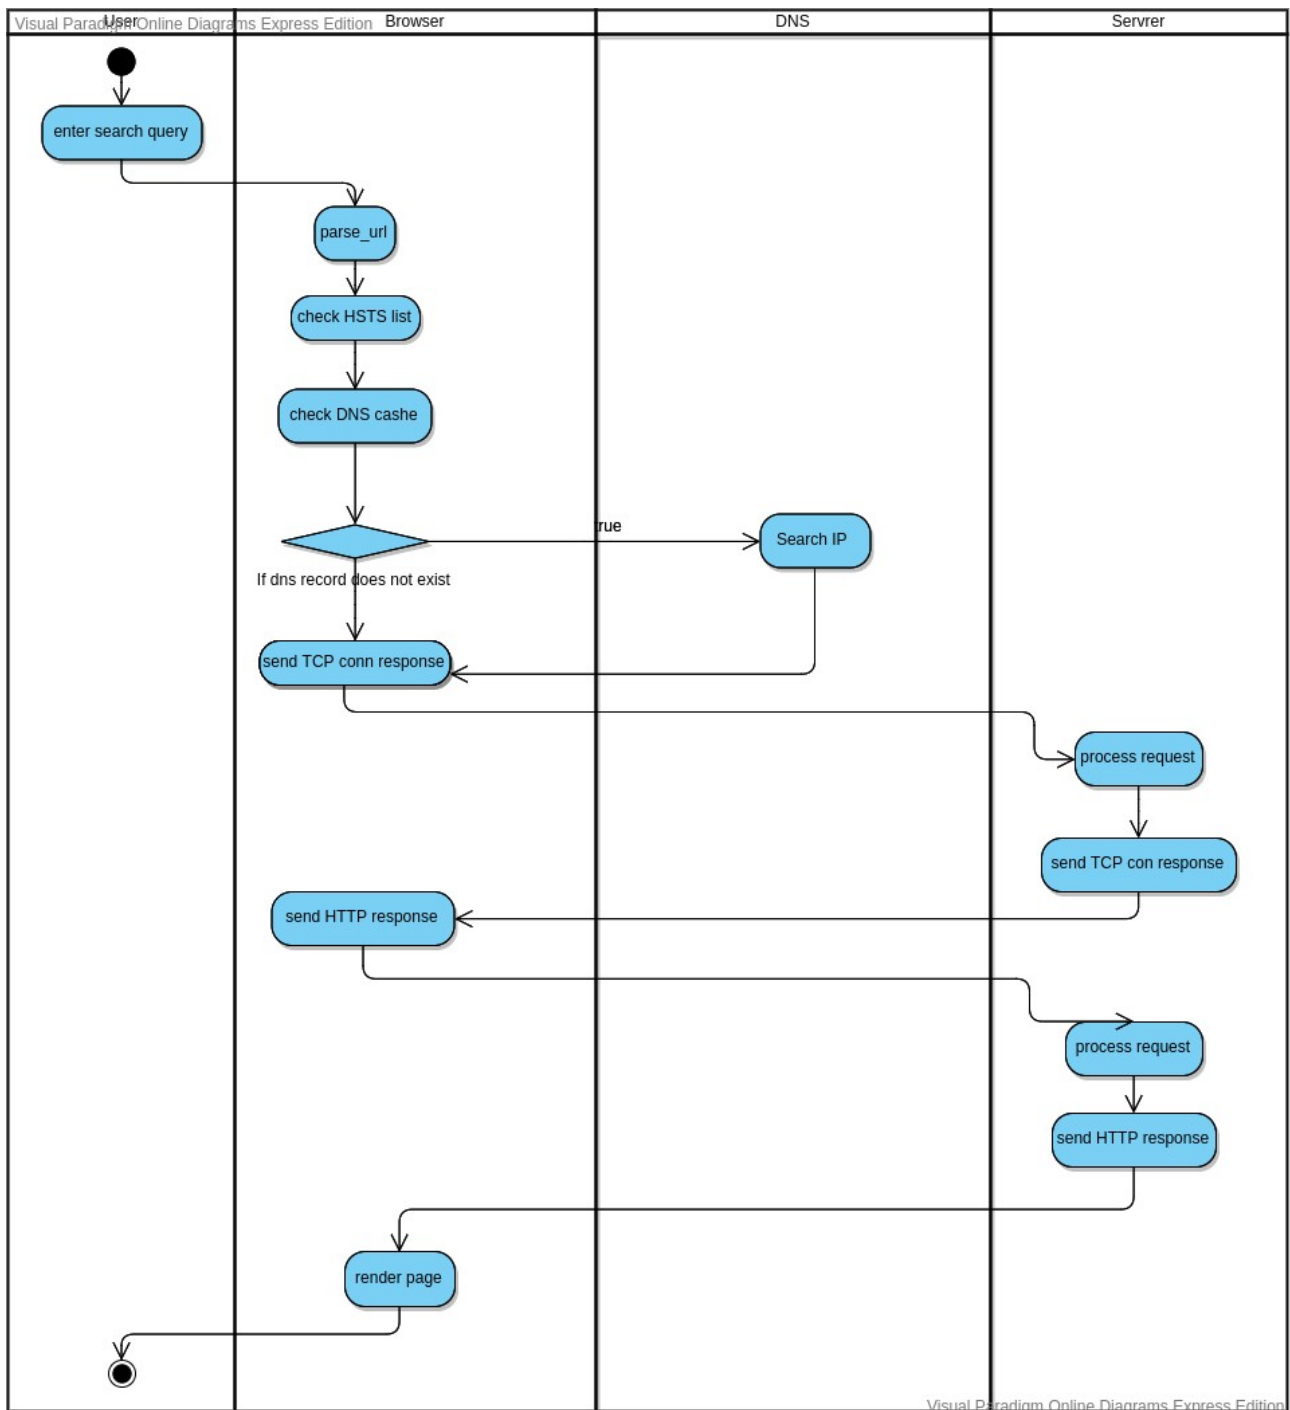 Visual Paradigm Online Diagrams Express Edition
User
Browser
DNS
Servrer
enter search query
parse_url
check HSTS list
check DNS cashe
true
Search IP
If dns record does not exist
send TCP conn response
process request
send TCP con response
send HTTP response
process request
send HTTP response
render page
Visual Paradigm Online Diagrams Express Edition